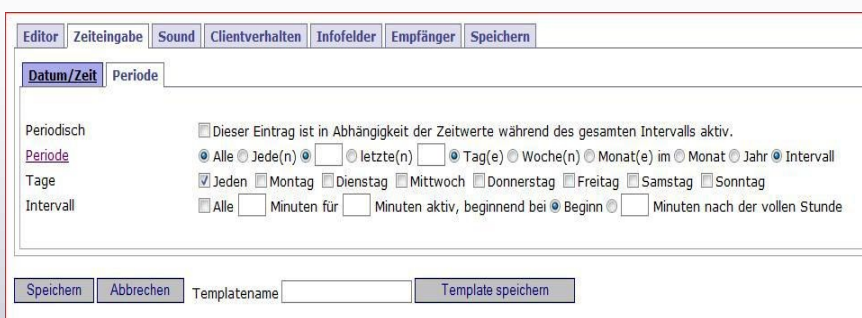 Editor Zeiteingabe Sound Clientverhalten Infofelder Empfänger Speichern
Datum/Zeit Periode
Periodisch Dieser Eintrag ist in Abhängigkeit der Zeitwerte während des gesamten Intervalls aktiv.
Periode Alle Jede(n) letzte(n) Tag(e) Woche(n) Monat(e) im Monat Jahr Intervall
Tage Jeden Montag Dienstag Mittwoch Donnerstag Freitag Samstag Sonntag
Intervall Alle Minuten für Minuten aktiv, beginnend bei Beginn Minuten nach der vollen Stunde
Speichern Abbrechen Templatename Template speichern